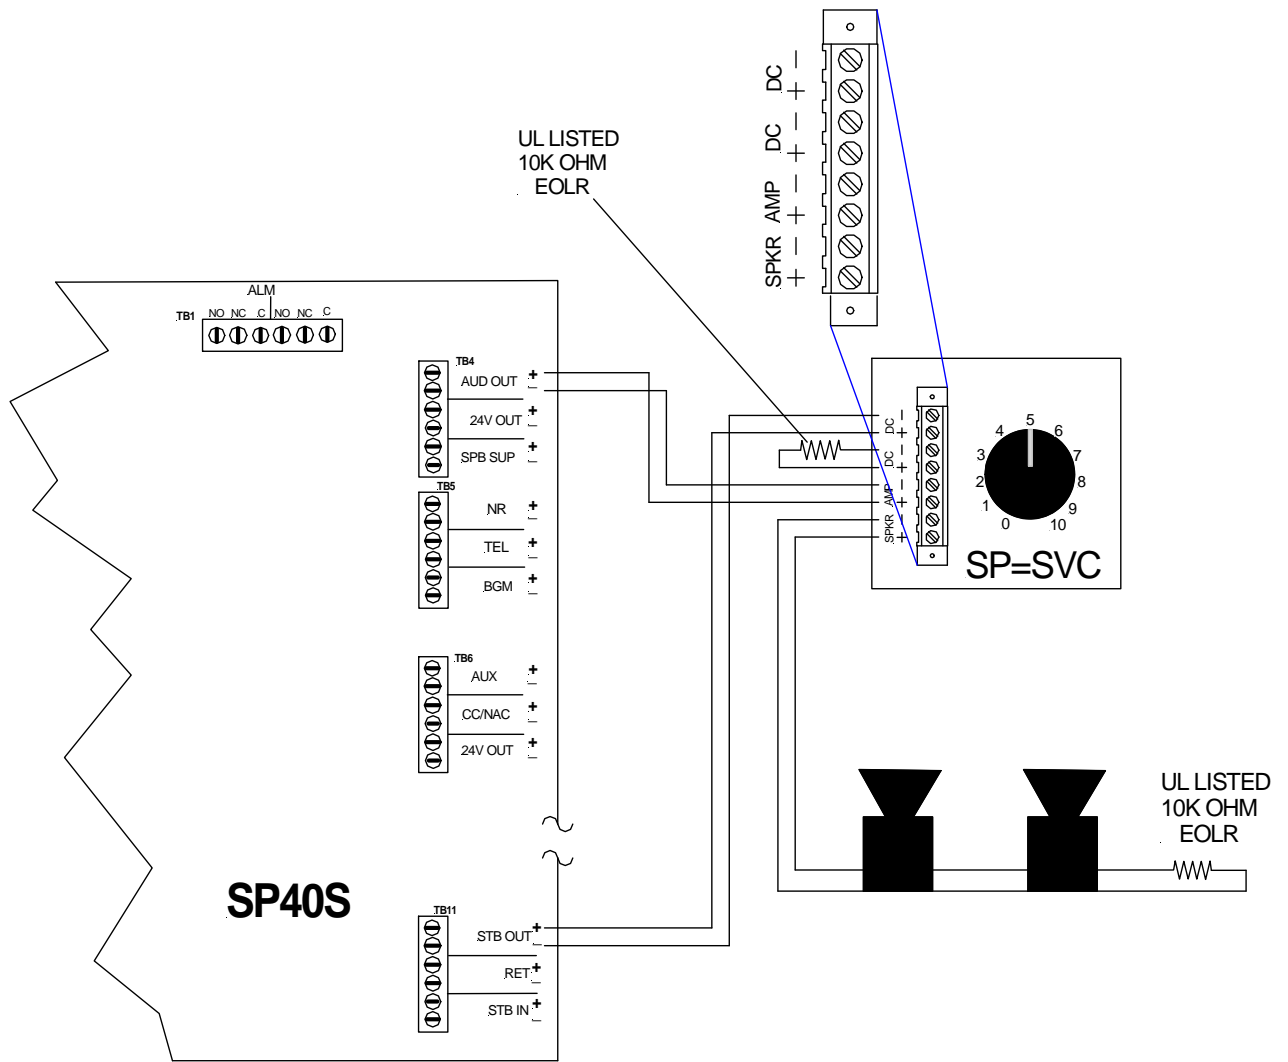 DC - +
DC - +
AMP - +
SPKR - +
UL LISTED
10K OHM
EOLR
ALM
TB1 NO NC C NO NC C
TB4
AUD OUT + -
24V OUT + -
SPB SUP + -
TB5
NR + -
TEL + -
BGM + -
TB6
AUX + -
CC/NAC + -
24V OUT + -
SP40S
TB11
STB OUT + -
RET + -
STB IN + -
DC - +
DC - +
AMP - +
SPKR - +
0 1 2 3 4 5 6 7 8 9 10
SP=SVC
UL LISTED
10K OHM
EOLR